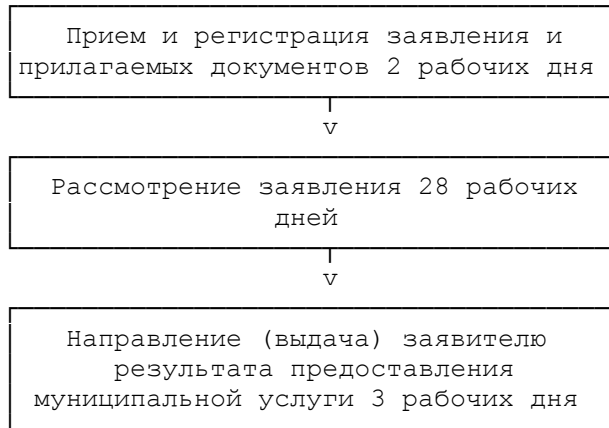 Прием и регистрация заявления и
прилагаемых документов 2 рабочих дня
v
Рассмотрение заявления 28 рабочих
дней
v
Направление (выдача) заявителю
результата предоставления
муниципальной услуги 3 рабочих дня